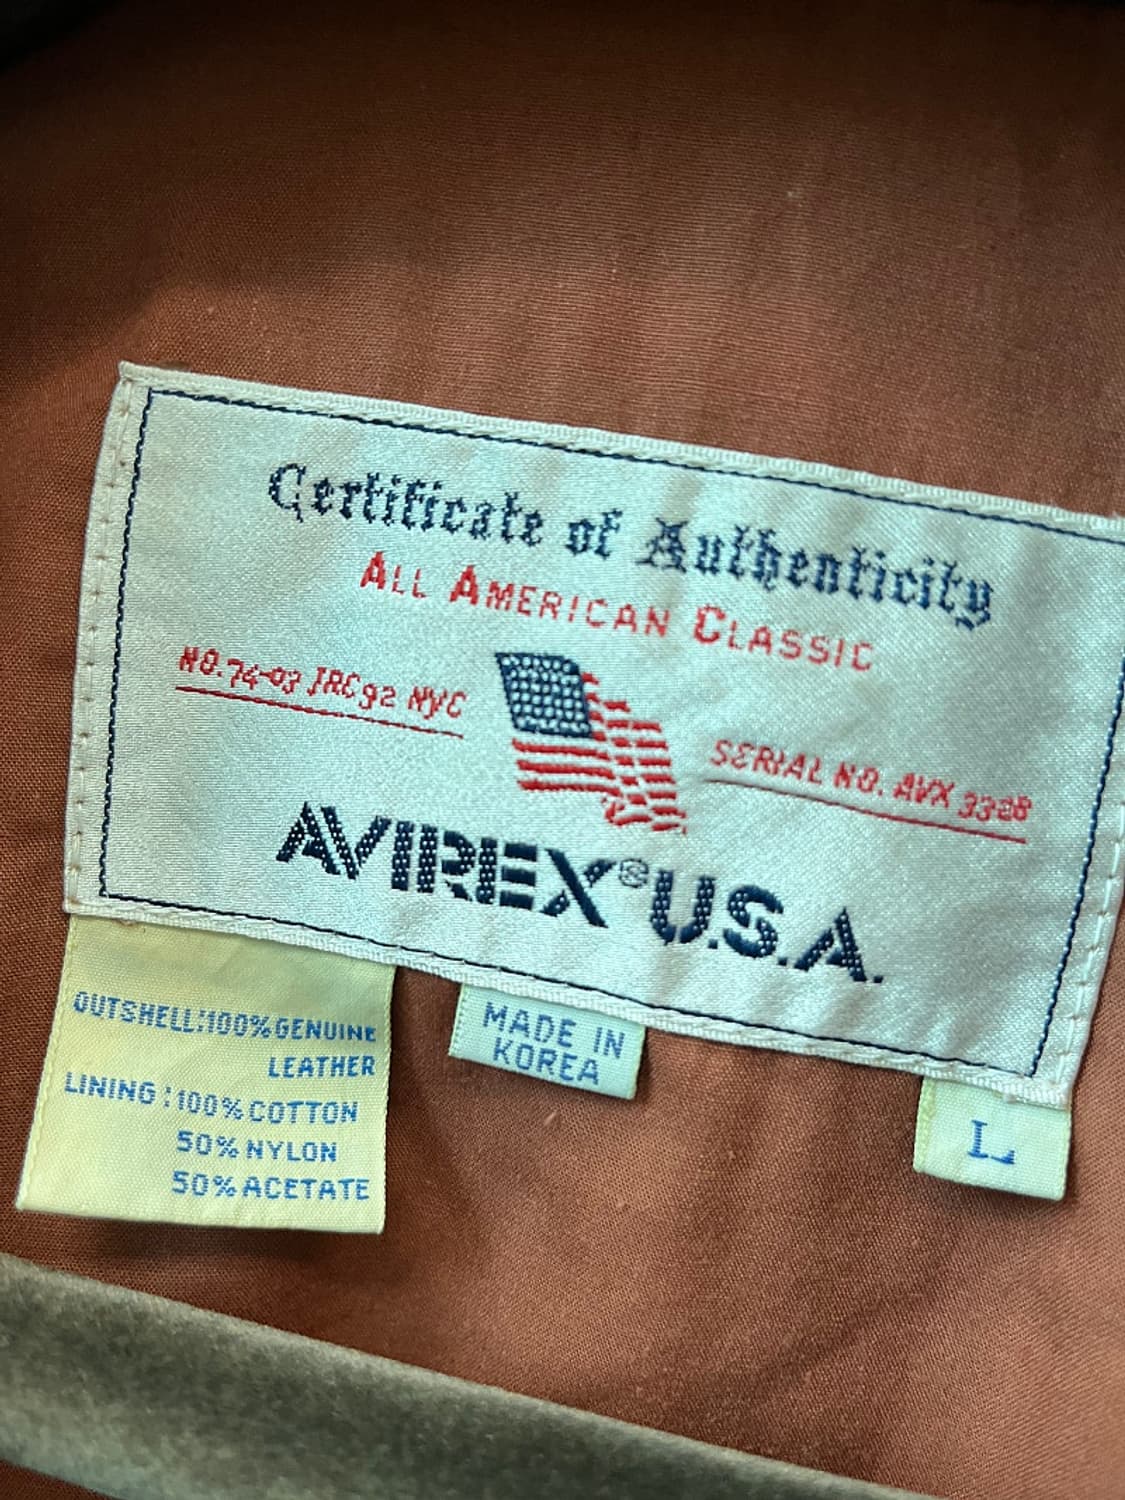 Certificate of Authenticity
ALL AMERICAN CLASSIC
NO. 74-03 JRC 92 NYC
SERIAL NO. AVX 3328
AVIREX® U.S.A.
OUTSHELL:100% GENUINE
LEATHER
LINING :100% COTTON
50% NYLON
50% ACETATE
MADE IN
KOREA
L